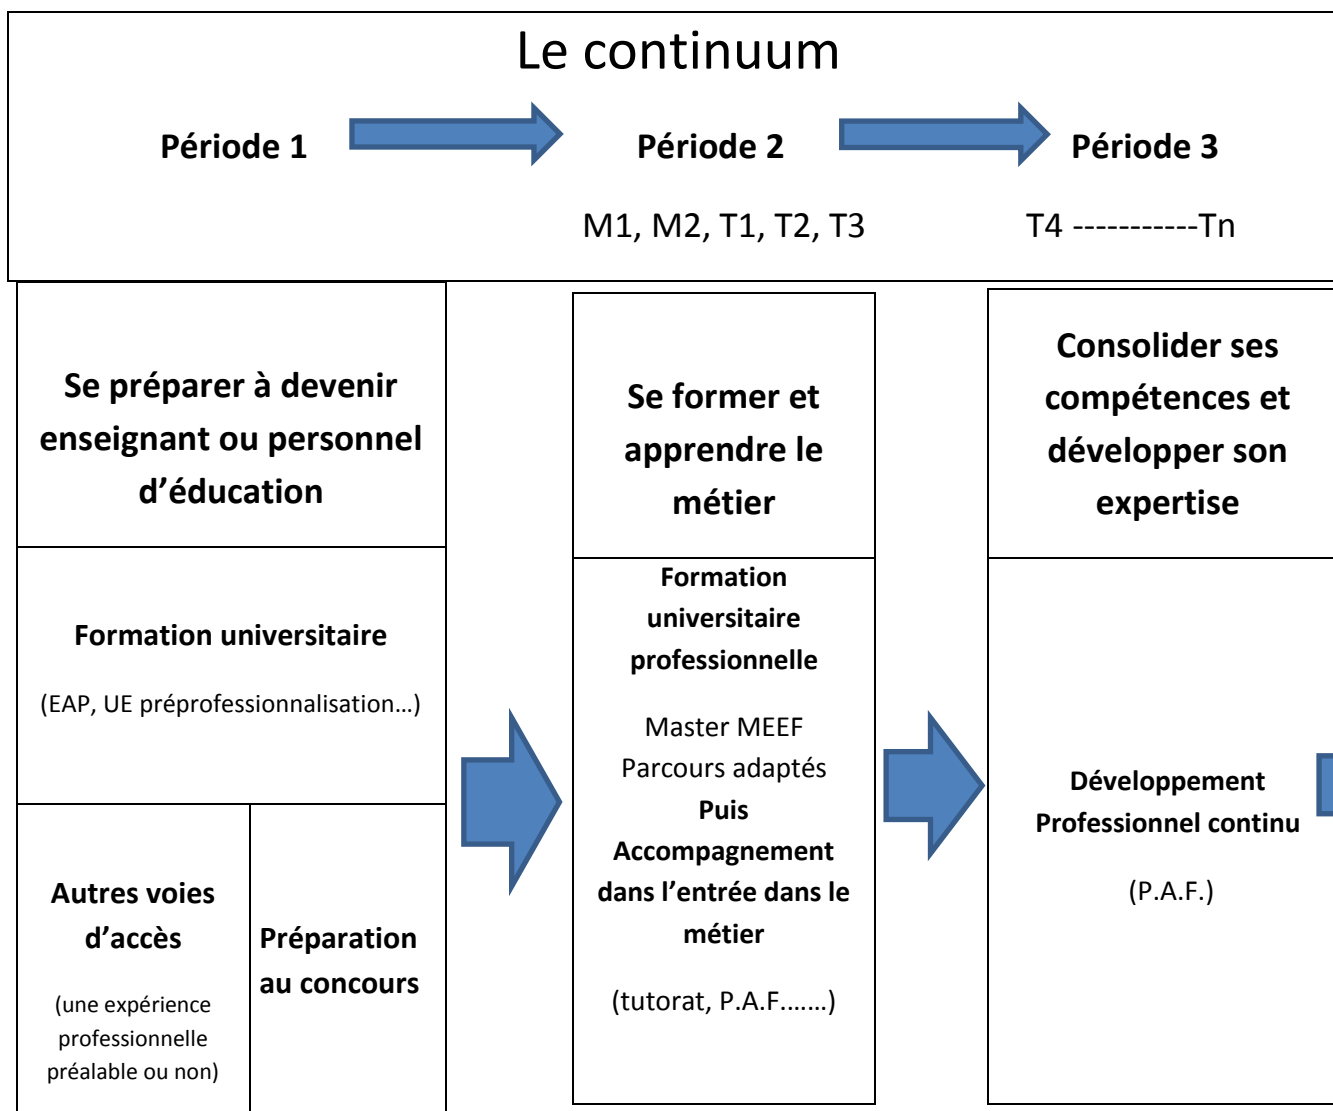 Le continuum
Période 1
Période 2
Période 3
M1, M2, T1, T2, T3
T4 -----------Tn
Se préparer à devenir
enseignant ou personnel
d’éducation
Formation universitaire
(EAP, UE préprofessionnalisation…)
Autres voies
d’accès
(une expérience
professionnelle
préalable ou non)
Préparation
au concours
Se former et
apprendre le
métier
Formation
universitaire
professionnelle
Master MEEF
Parcours adaptés
Puis
Accompagnement
dans l’entrée dans le
métier
(tutorat, P.A.F.……)
Consolider ses
compétences et
développer son
expertise
Développement
Professionnel continu
(P.A.F.)